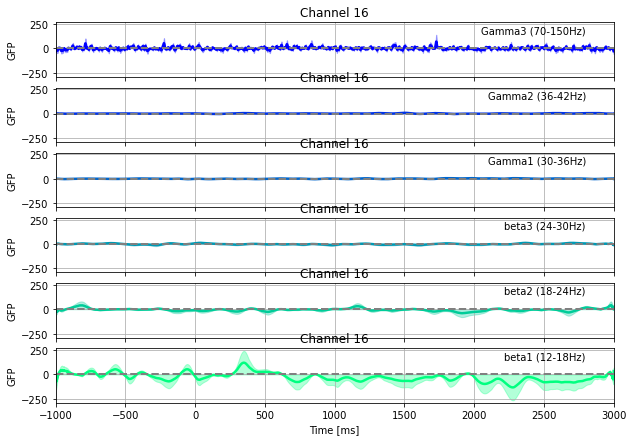 Channel 16
GFP
250
0
−250
Gamma3 (70-150Hz)
Channel 16
GFP
250
0
−250
Gamma2 (36-42Hz)
Channel 16
GFP
250
0
−250
Gamma1 (30-36Hz)
Channel 16
GFP
250
0
−250
beta3 (24-30Hz)
Channel 16
GFP
250
0
−250
beta2 (18-24Hz)
Channel 16
GFP
250
0
−250
beta1 (12-18Hz)
−1000 −500 0 500 1000 1500 2000 2500 3000
Time [ms]